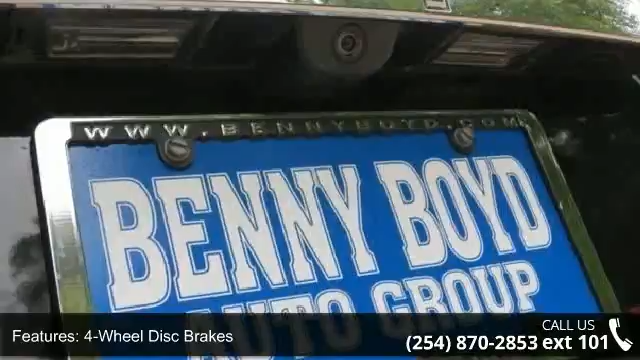 WWW.BENNYBOYD.COM
BENNY BOYD
AUTO GROUP
Features: 4-Wheel Disc Brakes
CALL US
(254) 870-2853 ext 101